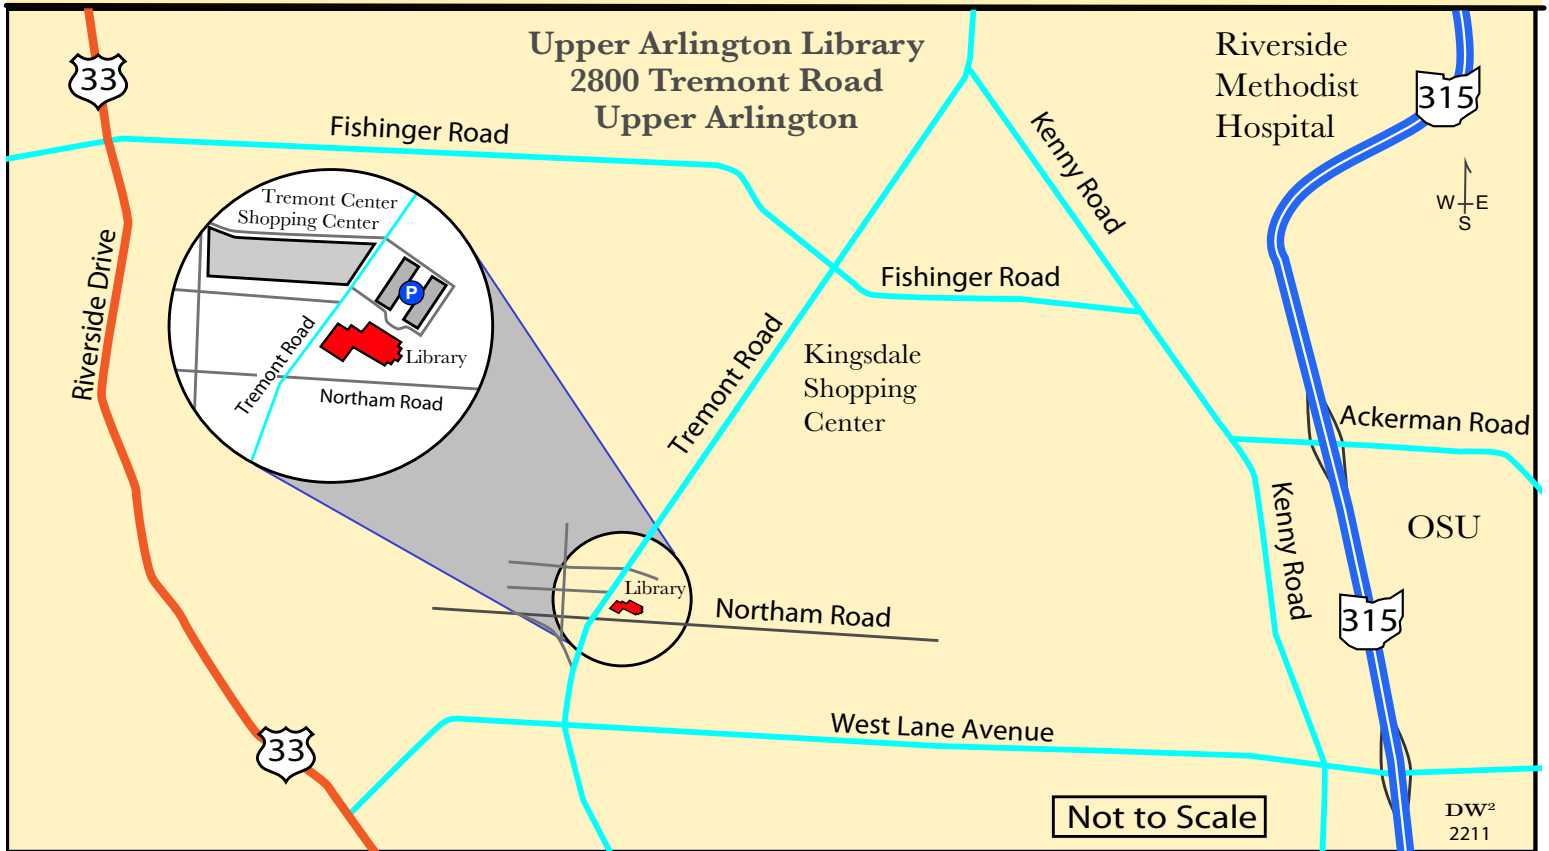 Upper Arlington Library
2800 Tremont Road
Upper Arlington
Riverside
Methodist
Hospital
33
315
Fishinger Road
Kenny Road
W E
S
Tremont Center
Shopping Center
P
Library
Tremont Road
Northam Road
Riverside Drive
Fishinger Road
Tremont Road
Kingsdale
Shopping
Center
Ackerman Road
Kenny Road
OSU
Library
Northam Road
315
33
West Lane Avenue
Not to Scale
DW²
2211